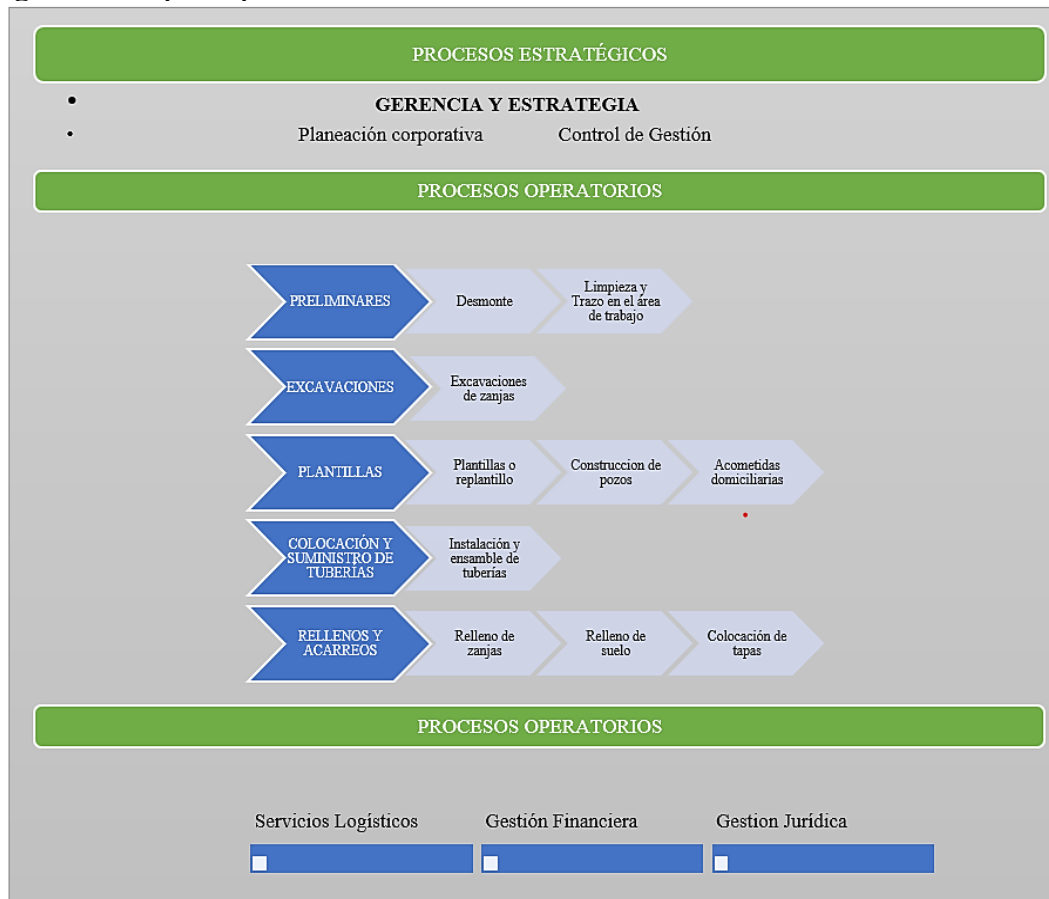 PROCESOS ESTRATÉGICOS
GERENCIA Y ESTRATEGIA
Planeación corporativa Control de Gestión
PROCESOS OPERATORIOS
PRELIMINARES
Desmonte
Limpieza y
Trazo en el área
de trabajo
EXCAVACIONES
Excavaciones
de zanjas
PLANTILLAS
Plantillas o
replantillo
Construccion de
pozos
Acometidas
domiciliarias
COLOCACIÓN Y
SUMINISTRO DE
TUBERÍAS
Instalación y
ensamble de
tuberías
RELLENOS Y
ACARREOS
Relleno de
zanjas
Relleno de
suelo
Colocación de
tapas
PROCESOS OPERATORIOS
Servicios Logísticos
Gestión Financiera
Gestion Jurídica